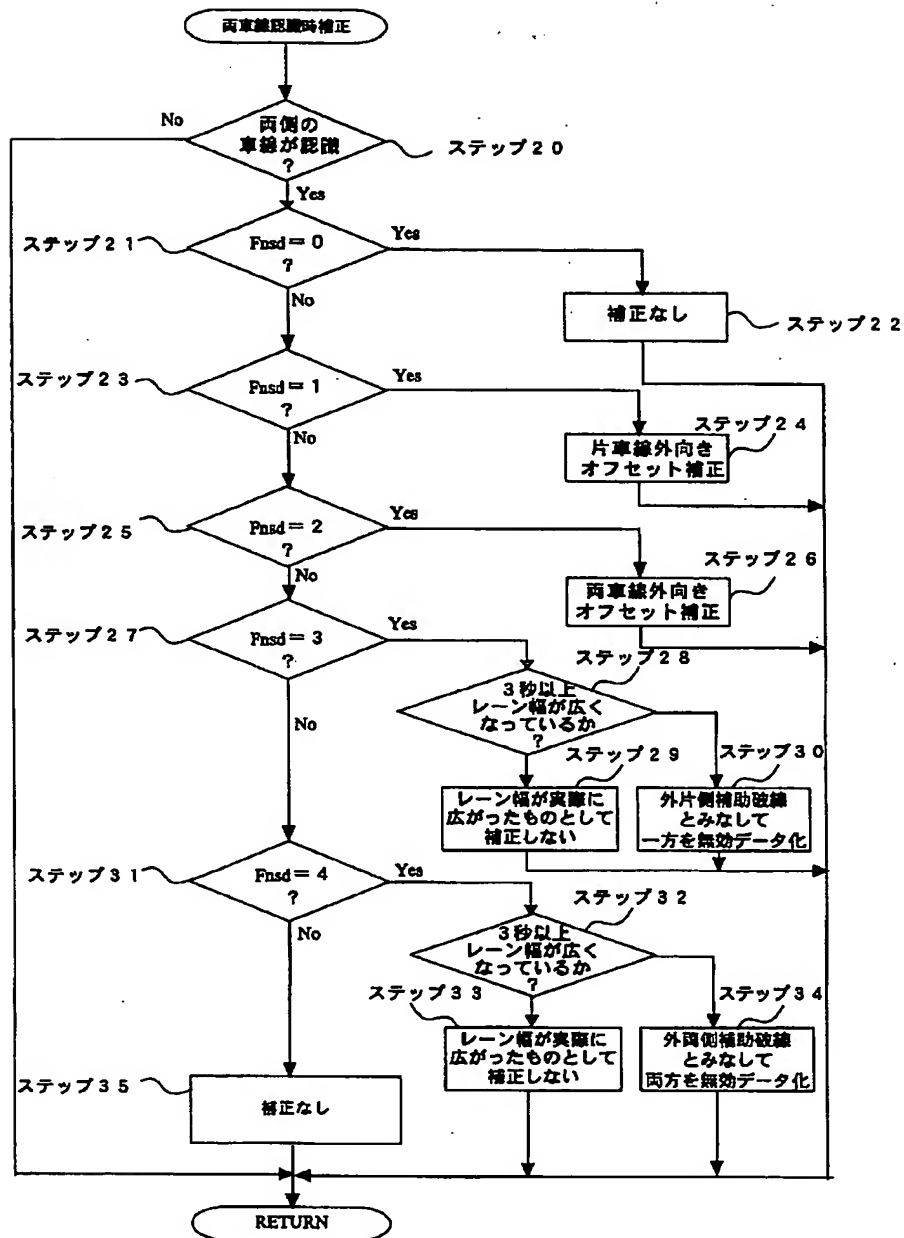 両車線認識時補正
No
両側の
車線が認識
?
ステップ20
Yes
ステップ21
Fnsd=0
?
Yes
No
補正なし
ステップ22
ステップ23
Fnsd=1
?
Yes
No
ステップ24
片車線外向き
オフセット補正
ステップ25
Fnsd=2
?
Yes
No
ステップ26
両車線外向き
オフセット補正
ステップ27
Fnsd=3
?
Yes
No
ステップ28
3秒以上
レーン幅が広く
なっているか
?
ステップ29
レーン幅が実際に
広がったものとして
補正しない
ステップ30
外片側補助破線
とみなして
一方を無効データ化
ステップ31
Fnsd=4
?
Yes
No
ステップ32
3秒以上
レーン幅が広く
なっているか
?
ステップ33
レーン幅が実際に
広がったものとして
補正しない
ステップ34
外両側補助破線
とみなして
両方を無効データ化
ステップ35
補正なし
RETURN